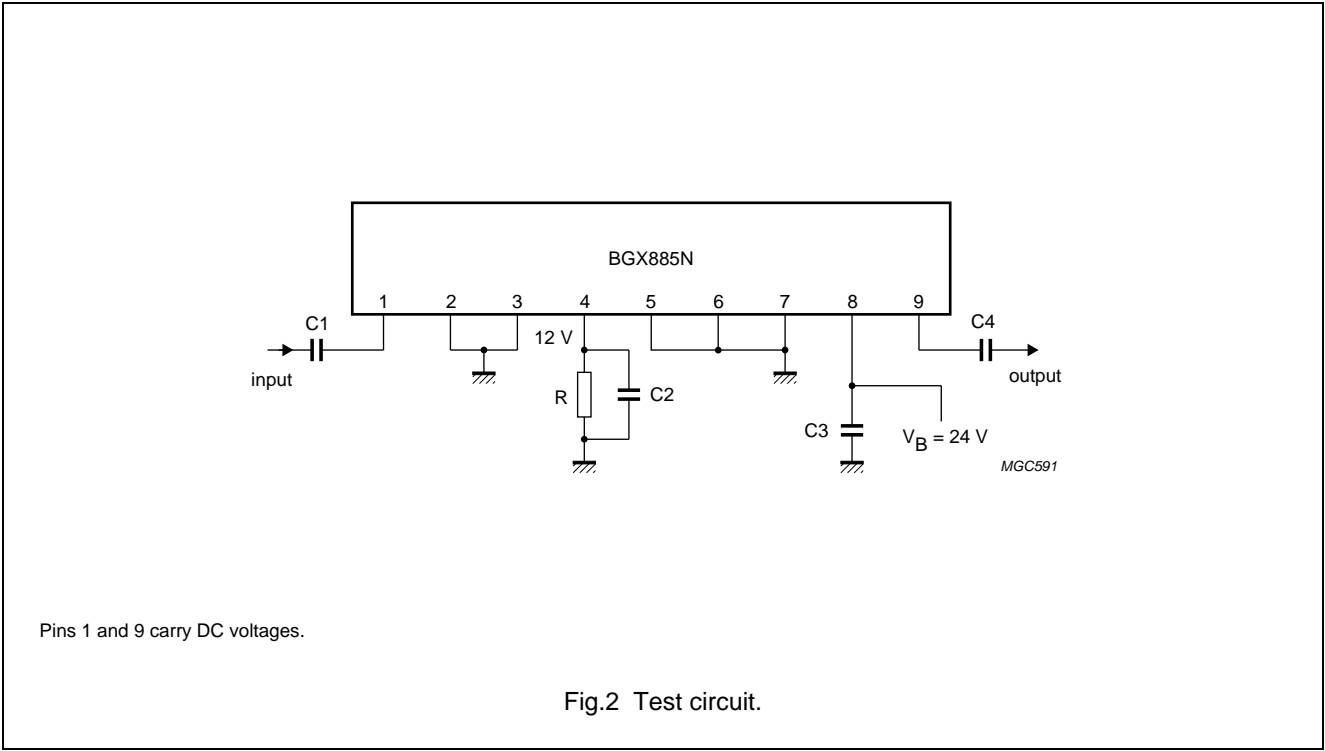 BGX885N
1 2 3 4 5 6 7 8 9
C1
C4
12 V
input
output
R
C2
C3
VB = 24 V
MGC591
Pins 1 and 9 carry DC voltages.
Fig.2 Test circuit.